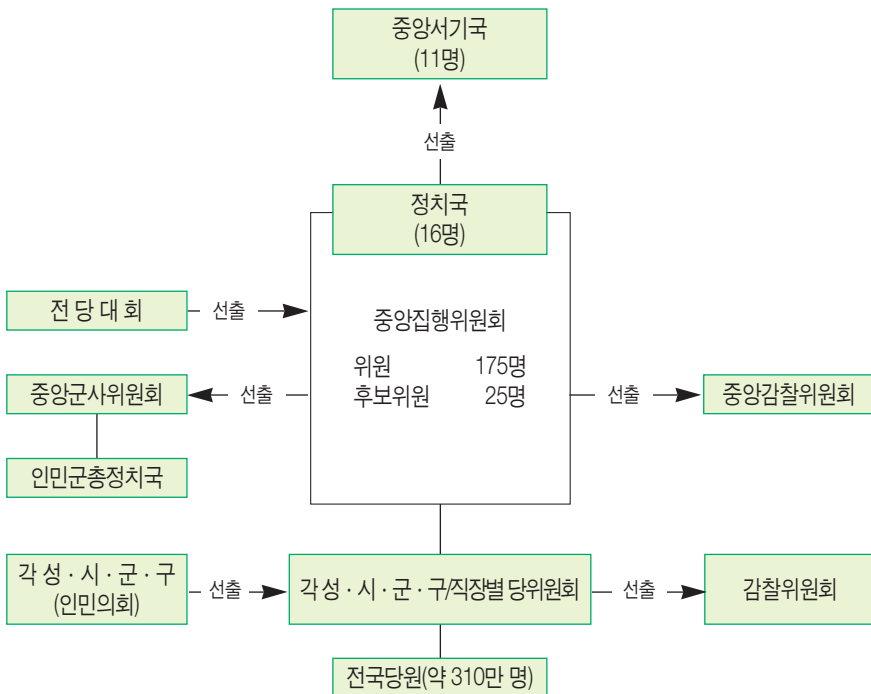 중앙서기국
(11명)
선출
정치국
(16명)
전 당 대 회
선출
중앙집행위원회
위원 175명
후보위원 25명
중앙군사위원회
선출
선출
중앙감찰위원회
인민군총정치국
각 성 · 시 · 군 · 구
(인민의회)
선출
각 성 · 시 · 군 · 구/직장별 당위원회
선출
감찰위원회
전국당원(약 310만 명)